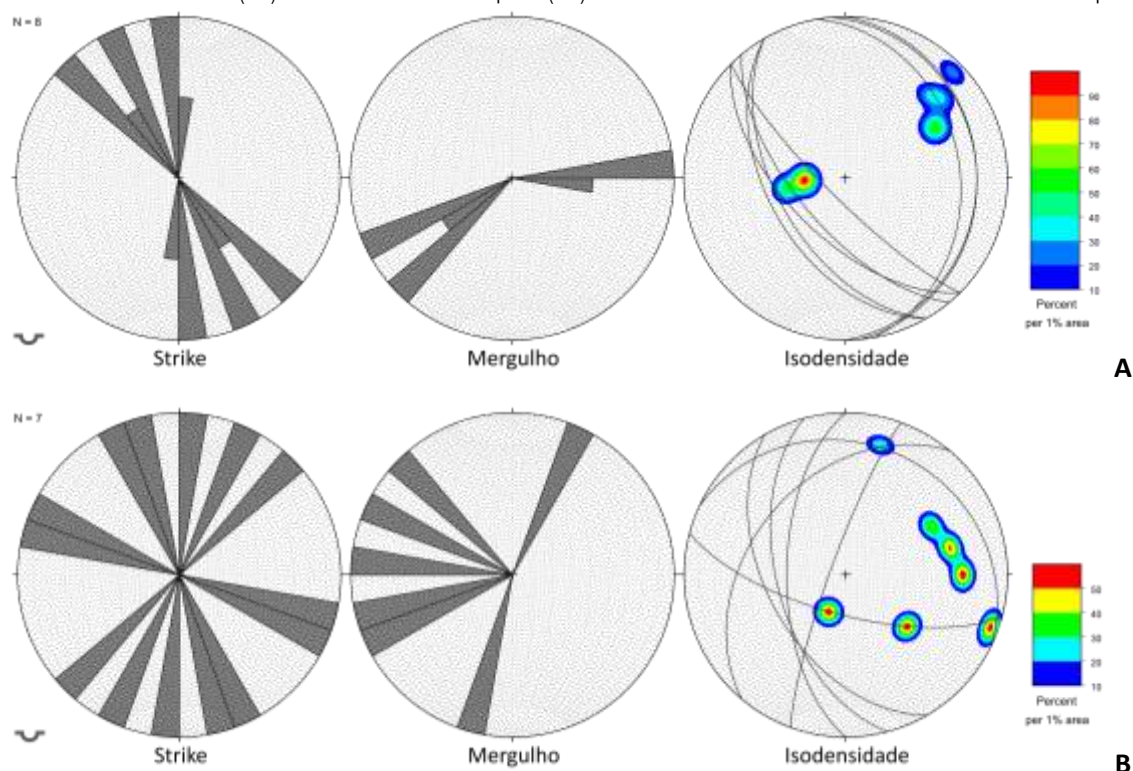 N = 8
90
80
70
60
50
40
30
20
10
Percent
per 1% area
Strike
Mergulho
Isodensidade
A
N = 7
50
40
30
20
10
Percent
per 1% area
Strike
Mergulho
Isodensidade
B